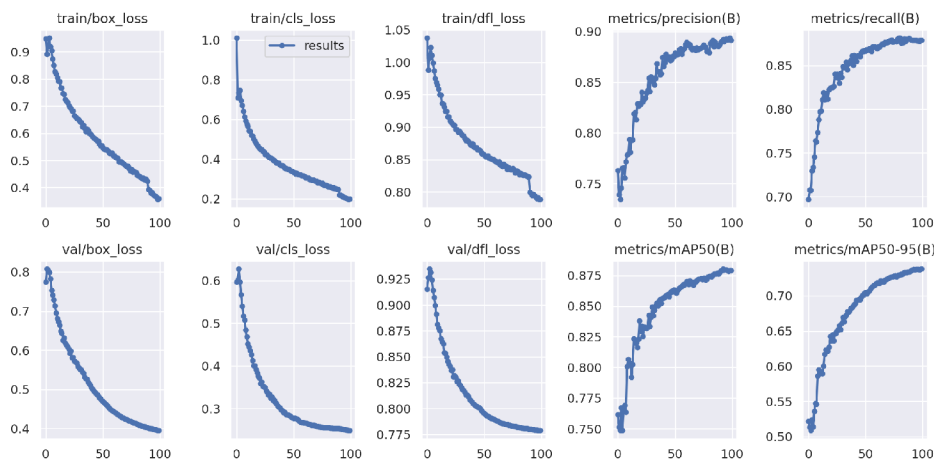 train/box_loss
train/cls_loss
train/dfl_loss
metrics/precision(B)
metrics/recall(B)
0.9
0.8
0.7
0.6
0.5
0.4
0 50 100
1.0
0.8
0.6
0.4
0.2
results
0 50 100
1.05
1.00
0.95
0.90
0.85
0.80
0 50 100
0.90
0.85
0.80
0.75
0 50 100
0.85
0.80
0.75
0.70
0 50 100
val/box_loss
val/cls_loss
val/dfl_loss
metrics/mAP50(B)
metrics/mAP50-95(B)
0.8
0.7
0.6
0.5
0.4
0 50 100
0.6
0.5
0.4
0.3
0 50 100
0.925
0.900
0.875
0.850
0.825
0.800
0.775
0 50 100
0.875
0.850
0.825
0.800
0.775
0.750
0 50 100
0.70
0.65
0.60
0.55
0.50
0 50 100